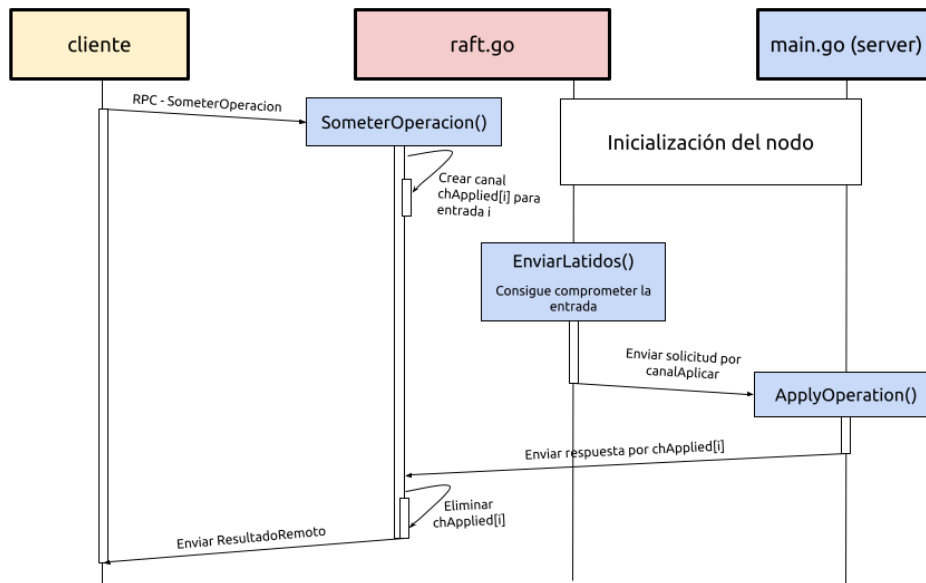 cliente
raft.go
main.go (server)
RPC - SometerOperacion
SometerOperacion()
Inicialización del nodo
Crear canal
chApplied[i] para
entrada i
EnviarLatidos()
Consigue comprometer la
entrada
Enviar solicitud por
canalAplicar
ApplyOperation()
Enviar respuesta por chApplied[i]
Eliminar
chApplied[i]
Enviar ResultadoRemoto